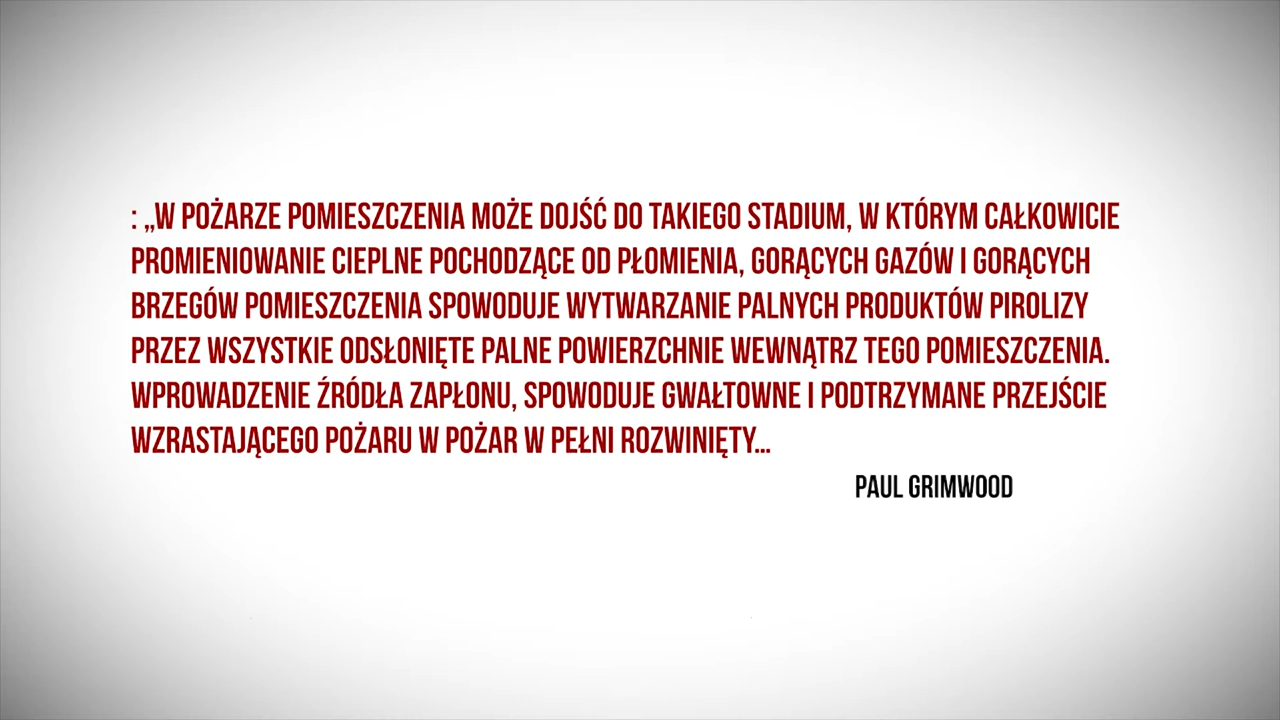 : „W POŻARZE POMIESZCZENIA MOŻE DOJŚĆ DO TAKIEGO STADIUM, W KTÓRYM CAŁKOWICIE
PROMIENIOWANIE CIEPLNE POCHODZĄCE OD PŁOMIENIA, GORĄCYCH GAZÓW I GORĄCYCH
BRZEGÓW POMIESZCZENIA SPOWODUJE WYTWARZANIE PALNYCH PRODUKTÓW PIROLIZY
PRZEZ WSZYSTKIE ODSŁONIĘTE PALNE POWIERZCHNIE WEWNĄTRZ TEGO POMIESZCZENIA.
WPROWADZENIE ŹRÓDŁA ZAPŁONU, SPOWODUJE GWAŁTOWNE I PODTRZYMANE PRZEJŚCIE
WZRASTAJĄCEGO POŻARU W POŻAR W PEŁNI ROZWINIĘTY...
PAUL GRIMWOOD